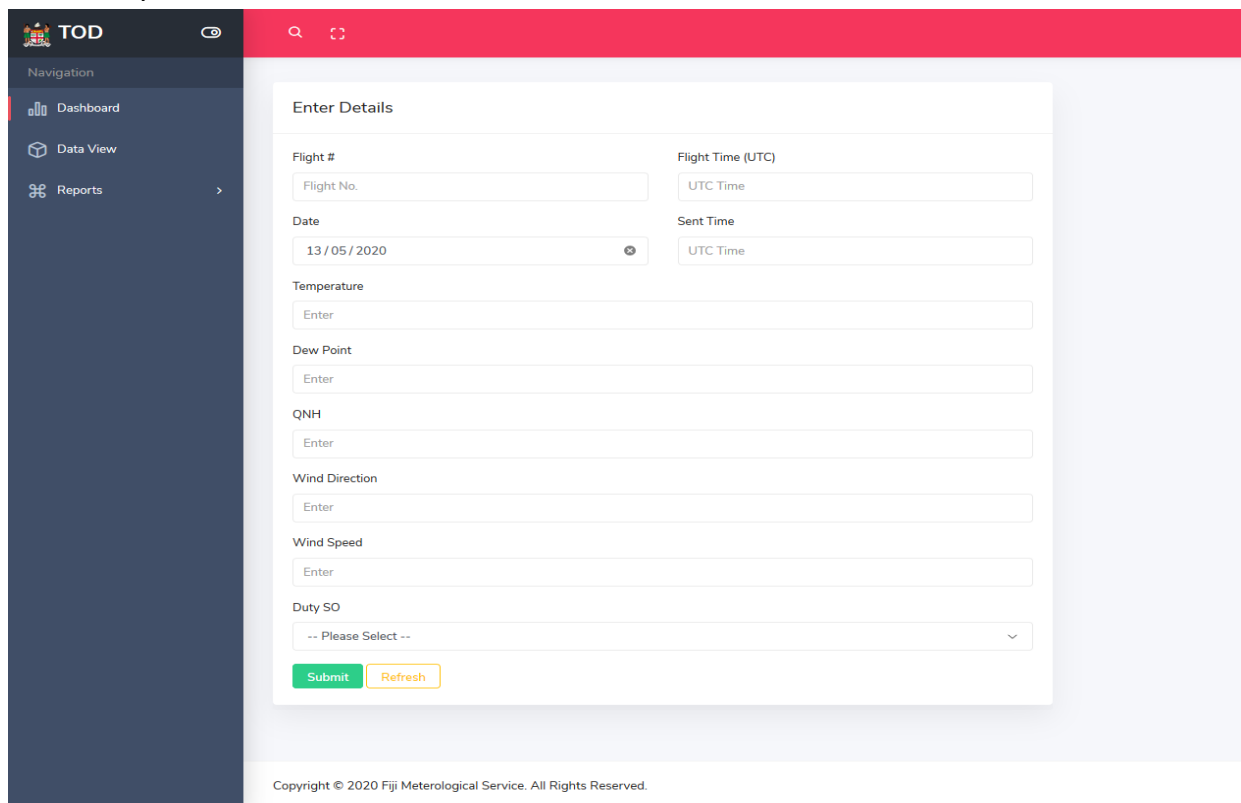 TOD
Navigation
Dashboard
Data View
Reports
Enter Details
Flight # Flight Time (UTC)
Flight No. UTC Time
Date Sent Time
13/05/2020 UTC Time
Temperature
Enter
Dew Point
Enter
QNH
Enter
Wind Direction
Enter
Wind Speed
Enter
Duty SO
-- Please Select --
Submit Refresh
Copyright © 2020 Fiji Meterological Service. All Rights Reserved.